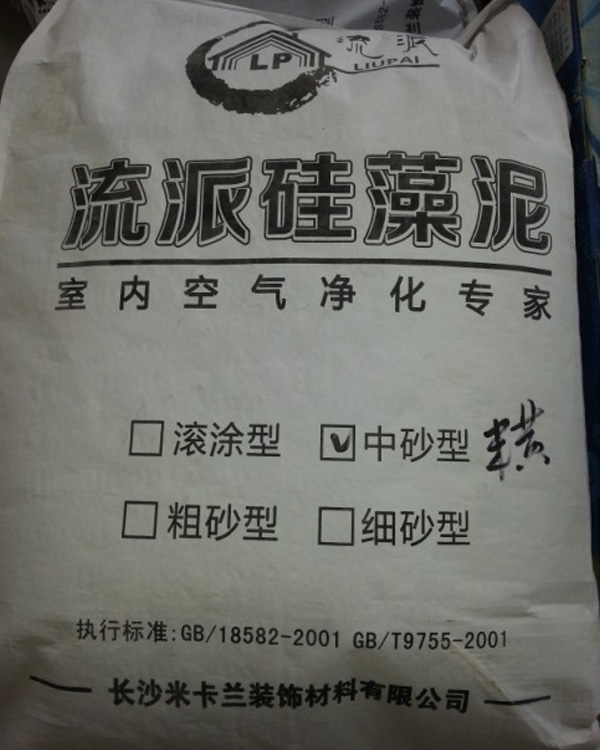 LP
流派
LIUPAI
流派硅藻泥
室内空气净化专家
滚涂型 中砂型
粗砂型 细砂型
执行标准:GB/18582-2001 GB/T9755-2001
长沙米卡兰装饰材料有限公司